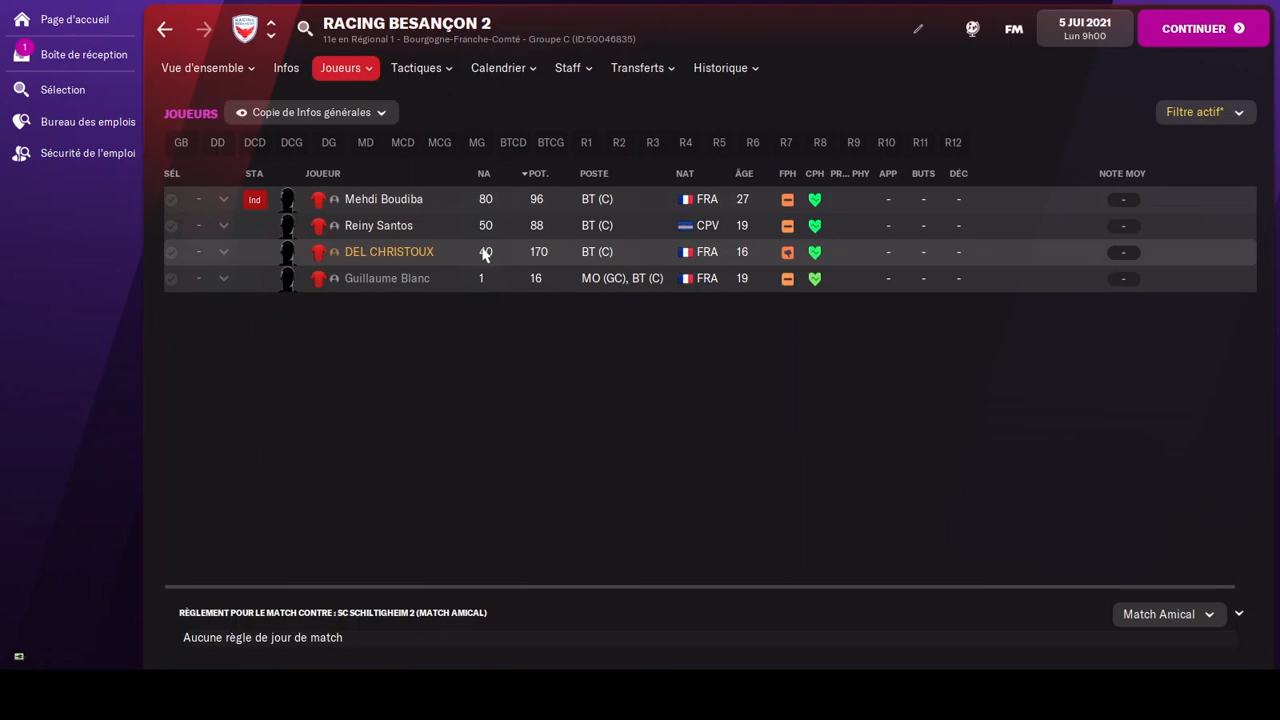 Page d'accueil
1
Boîte de réception
Sélection
Bureau des emplois
Sécurité de l'emploi
RACING BESANÇON 2
11e en Régional 1 - Bourgogne-Franche-Comté - Groupe C (ID:50046835)
FM
5 JUI 2021
Lun 9h00
CONTINUER
Vue d'ensemble Infos Joueurs Tactiques Calendrier Staff Transferts Historique
JOUEURS Copie de Infos générales Filtre actif*
GB DD DCD DCG DG MD MCD MCG MG BTCD BTCG R1 R2 R3 R4 R5 R6 R7 R8 R9 R10 R11 R12
SÉL STA JOUEUR NA POT. POSTE NAT ÂGE FPH CPH PR... PHY APP BUTS DÉC NOTE MOY
- Ind Mehdi Boudiba 80 96 BT (C) FRA 27 - - - -
- Reiny Santos 50 88 BT (C) CPV 19 - - - -
- DEL CHRISTOUX 170 BT (C) FRA 16 - - - -
- Guillaume Blanc 1 16 MO (GC), BT (C) FRA 19 - - - -
RÈGLEMENT POUR LE MATCH CONTRE : SC SCHILTIGHEIM 2 (MATCH AMICAL)
Match Amical
Aucune règle de jour de match